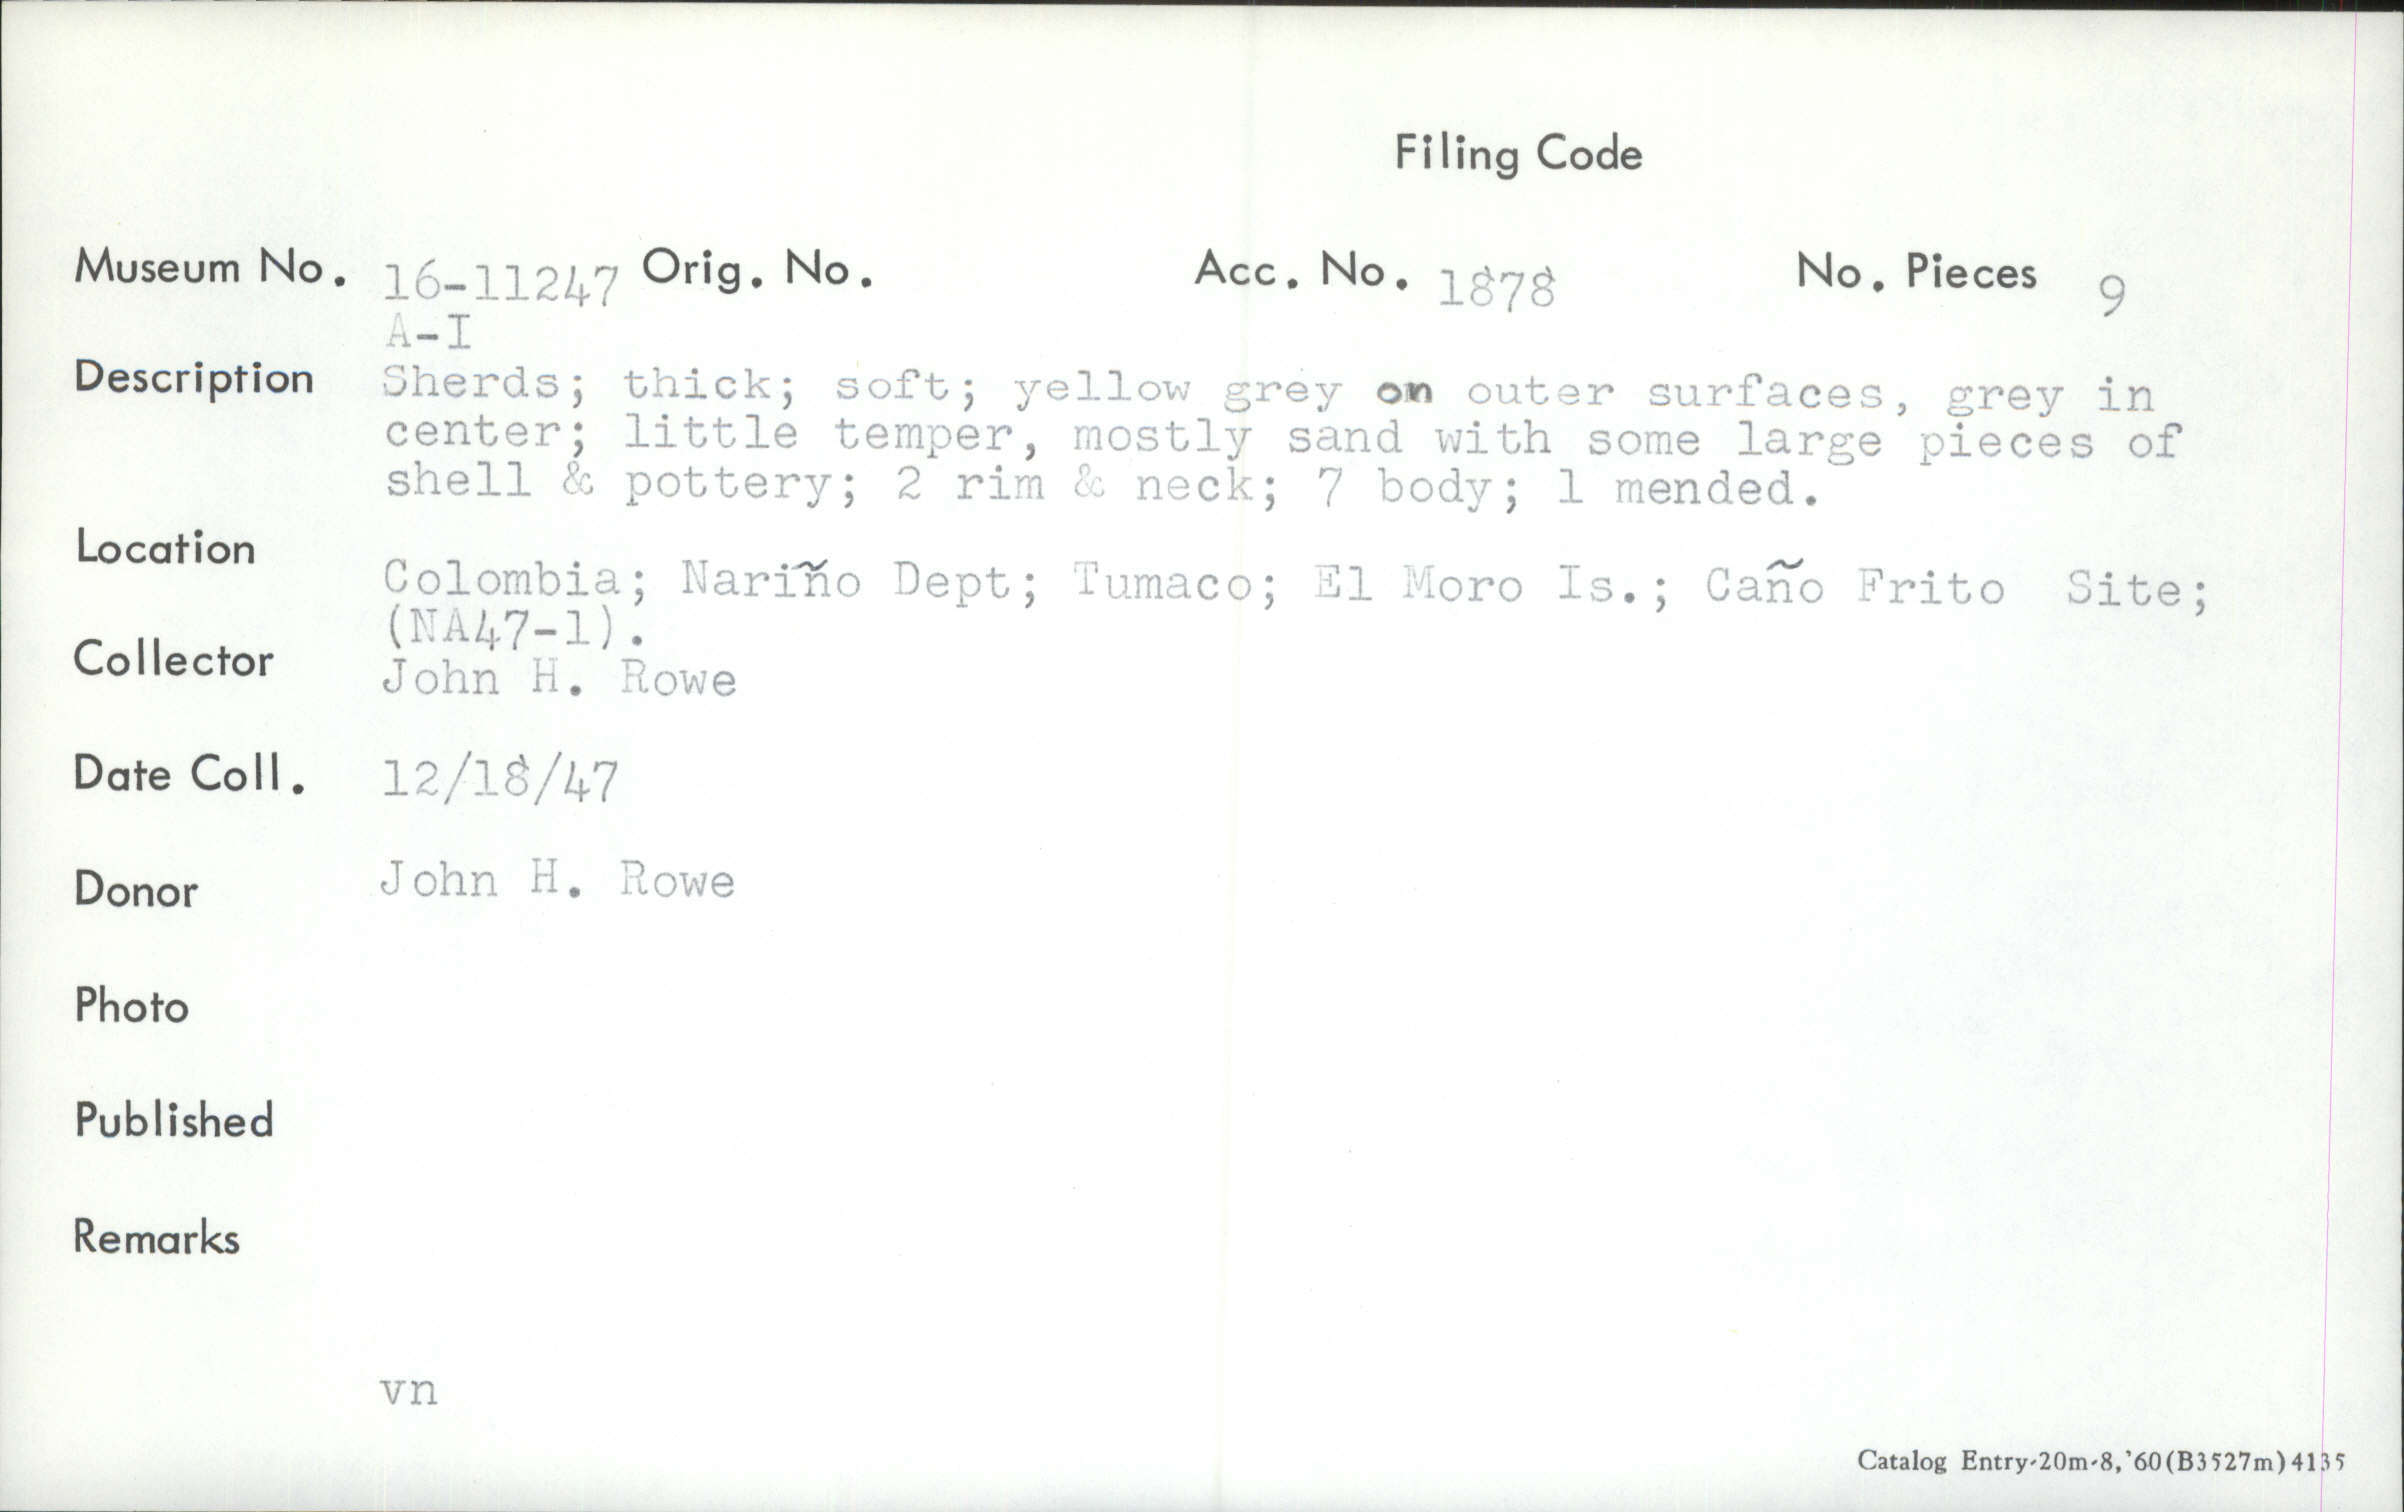 Filing Code
Museum No. 16-11247 Orig. No. Acc. No. 1878 No. Pieces 9
A-I
Description Sherds; thick; soft; yellow grey on outer surfaces, grey in
center; little temper, mostly sand with some large pieces of
shell & pottery; 2 rim & neck; 7 body; 1 mended.
Location Colombia; Nariño Dept; Tumaco; El Moro Is.; Caño Frito Site;
(NA47-1).
Collector John H. Rowe
Date Coll. 12/18/47
Donor John H. Rowe
Photo
Published
Remarks
vn
Catalog Entry-20m-8,'60(B3527m)4135